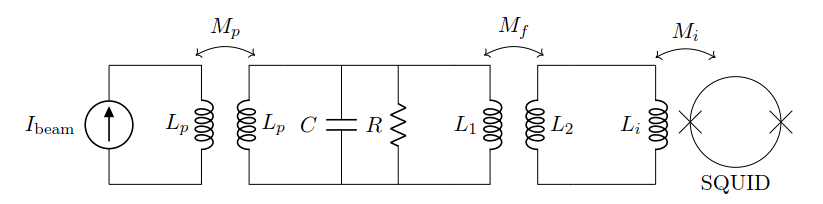 M_p
M_f
M_i
I_beam
L_p
L_p
C
R
L_1
L_2
L_i
SQUID